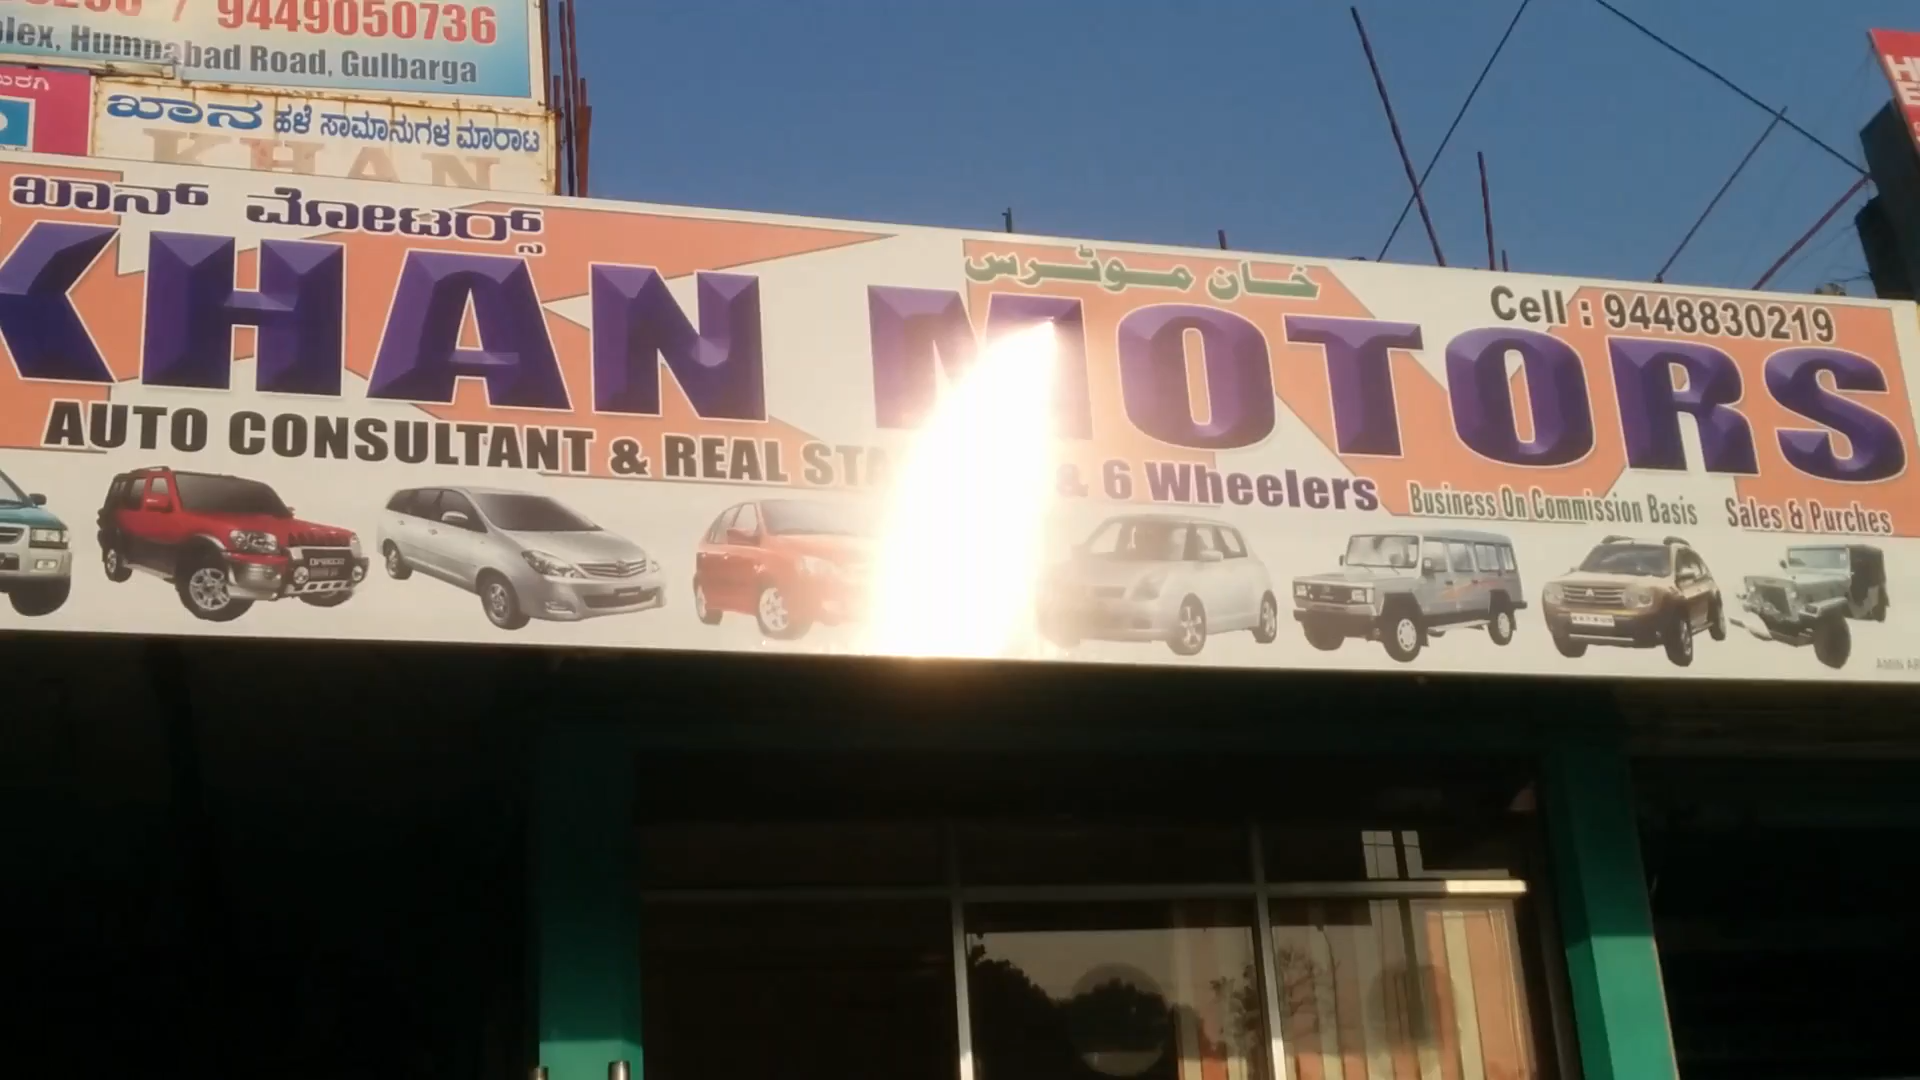 9449050736
Humnabad Road, Gulbarga
ಖಾನ ಹಳೆ ಸಾಮಾನುಗಳ ಮಾರಾಟ
KHAN
ಖಾನ್ ಮೋಟರ್ಸ್
خان موٹرس
Cell : 9448830219
KHAN MOTORS
AUTO CONSULTANT & REAL & 6 Wheelers
Business On Commission Basis
Sales & Purches